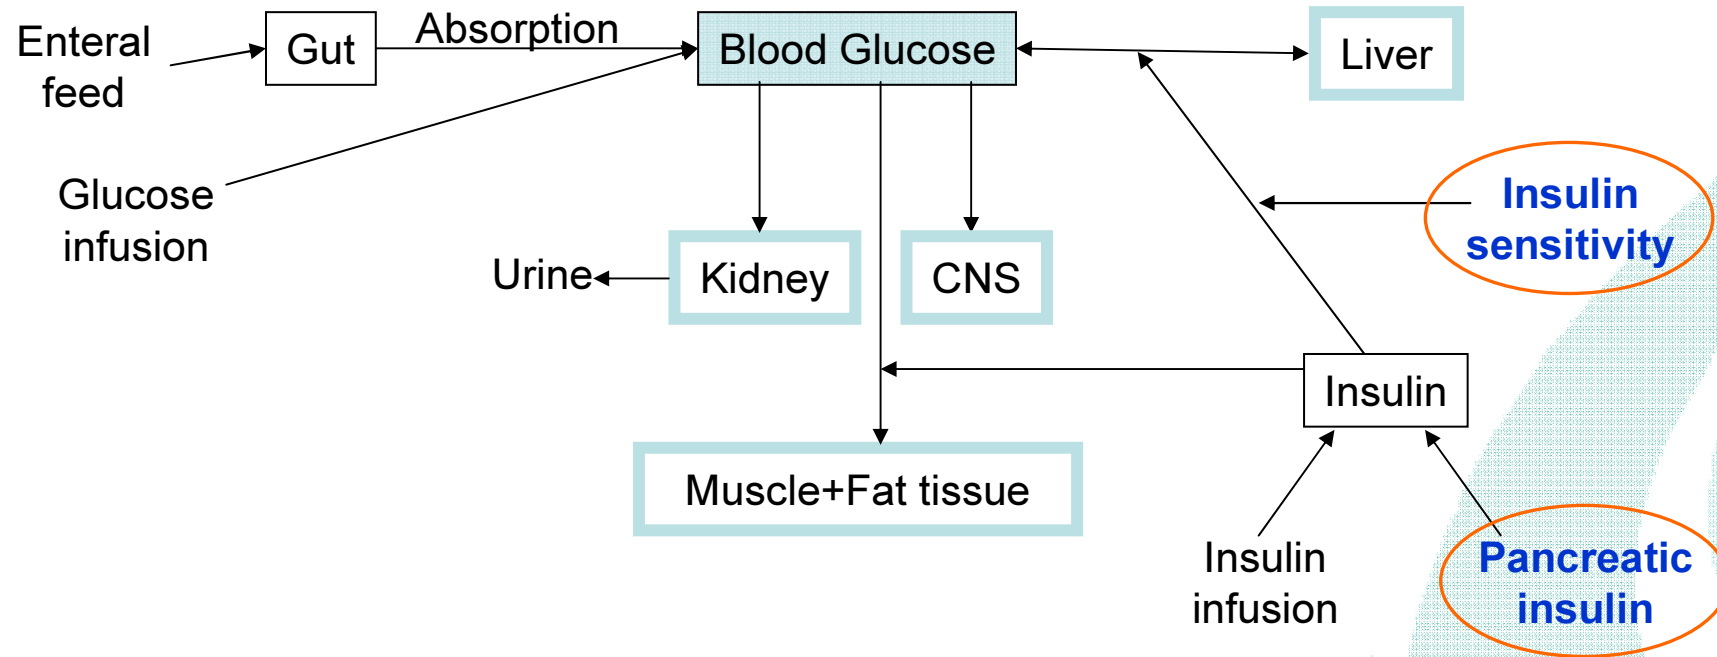 Enteral
feed
Gut
Absorption
Blood Glucose
Liver
Glucose
infusion
Insulin
sensitivity
Urine
Kidney
CNS
Insulin
Muscle+Fat tissue
Insulin
infusion
Pancreatic
insulin